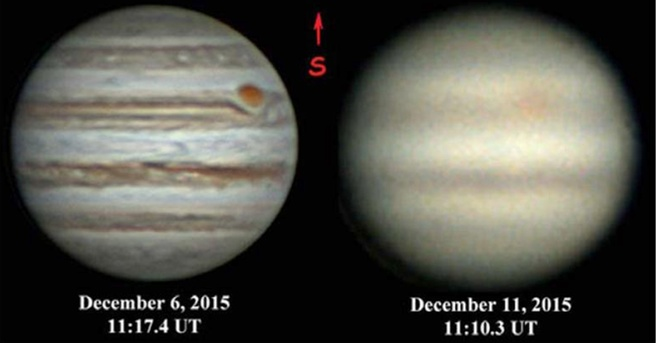 S
December 6, 2015
11:17.4 UT
December 11, 2015
11:10.3 UT